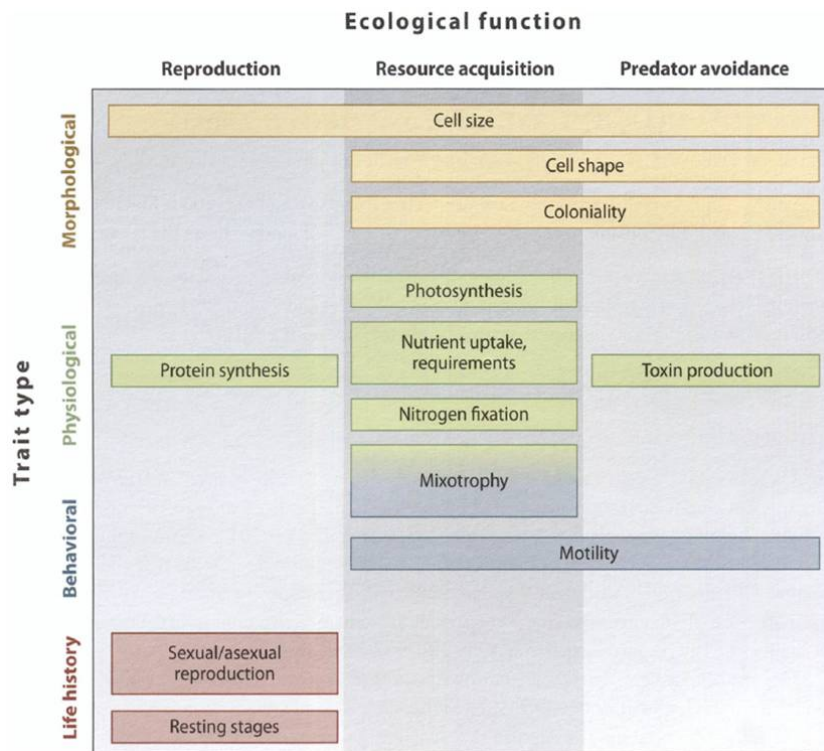 Ecological function
Reproduction
Resource acquisition
Predator avoidance
Trait type
Morphological
Cell size
Cell shape
Coloniality
Physiological
Photosynthesis
Nutrient uptake,
requirements
Protein synthesis
Toxin production
Nitrogen fixation
Mixotrophy
Behavioral
Motility
Life history
Sexual/asexual
reproduction
Resting stages